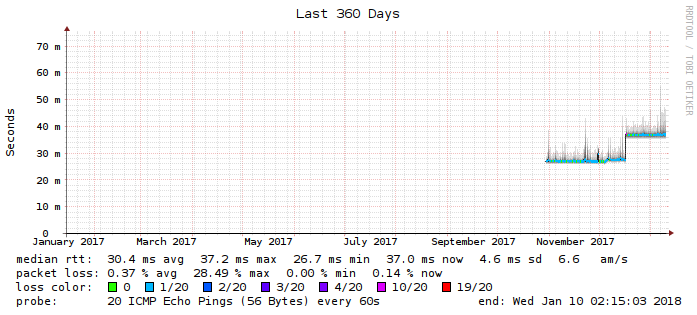 Last 360 Days
RRDTOOL / TOBI OETIKER
Seconds
70 m
60 m
50 m
40 m
30 m
20 m
10 m
0
January 2017 March 2017 May 2017 July 2017 September 2017 November 2017
median rtt: 30.4 ms avg 37.2 ms max 26.7 ms min 37.0 ms now 4.6 ms sd 6.6 am/s
packet loss: 0.37 % avg 28.49 % max 0.00 % min 0.14 % now
loss color: 0 1/20 2/20 3/20 4/20 10/20 19/20
probe: 20 ICMP Echo Pings (56 Bytes) every 60s end: Wed Jan 10 02:15:03 2018